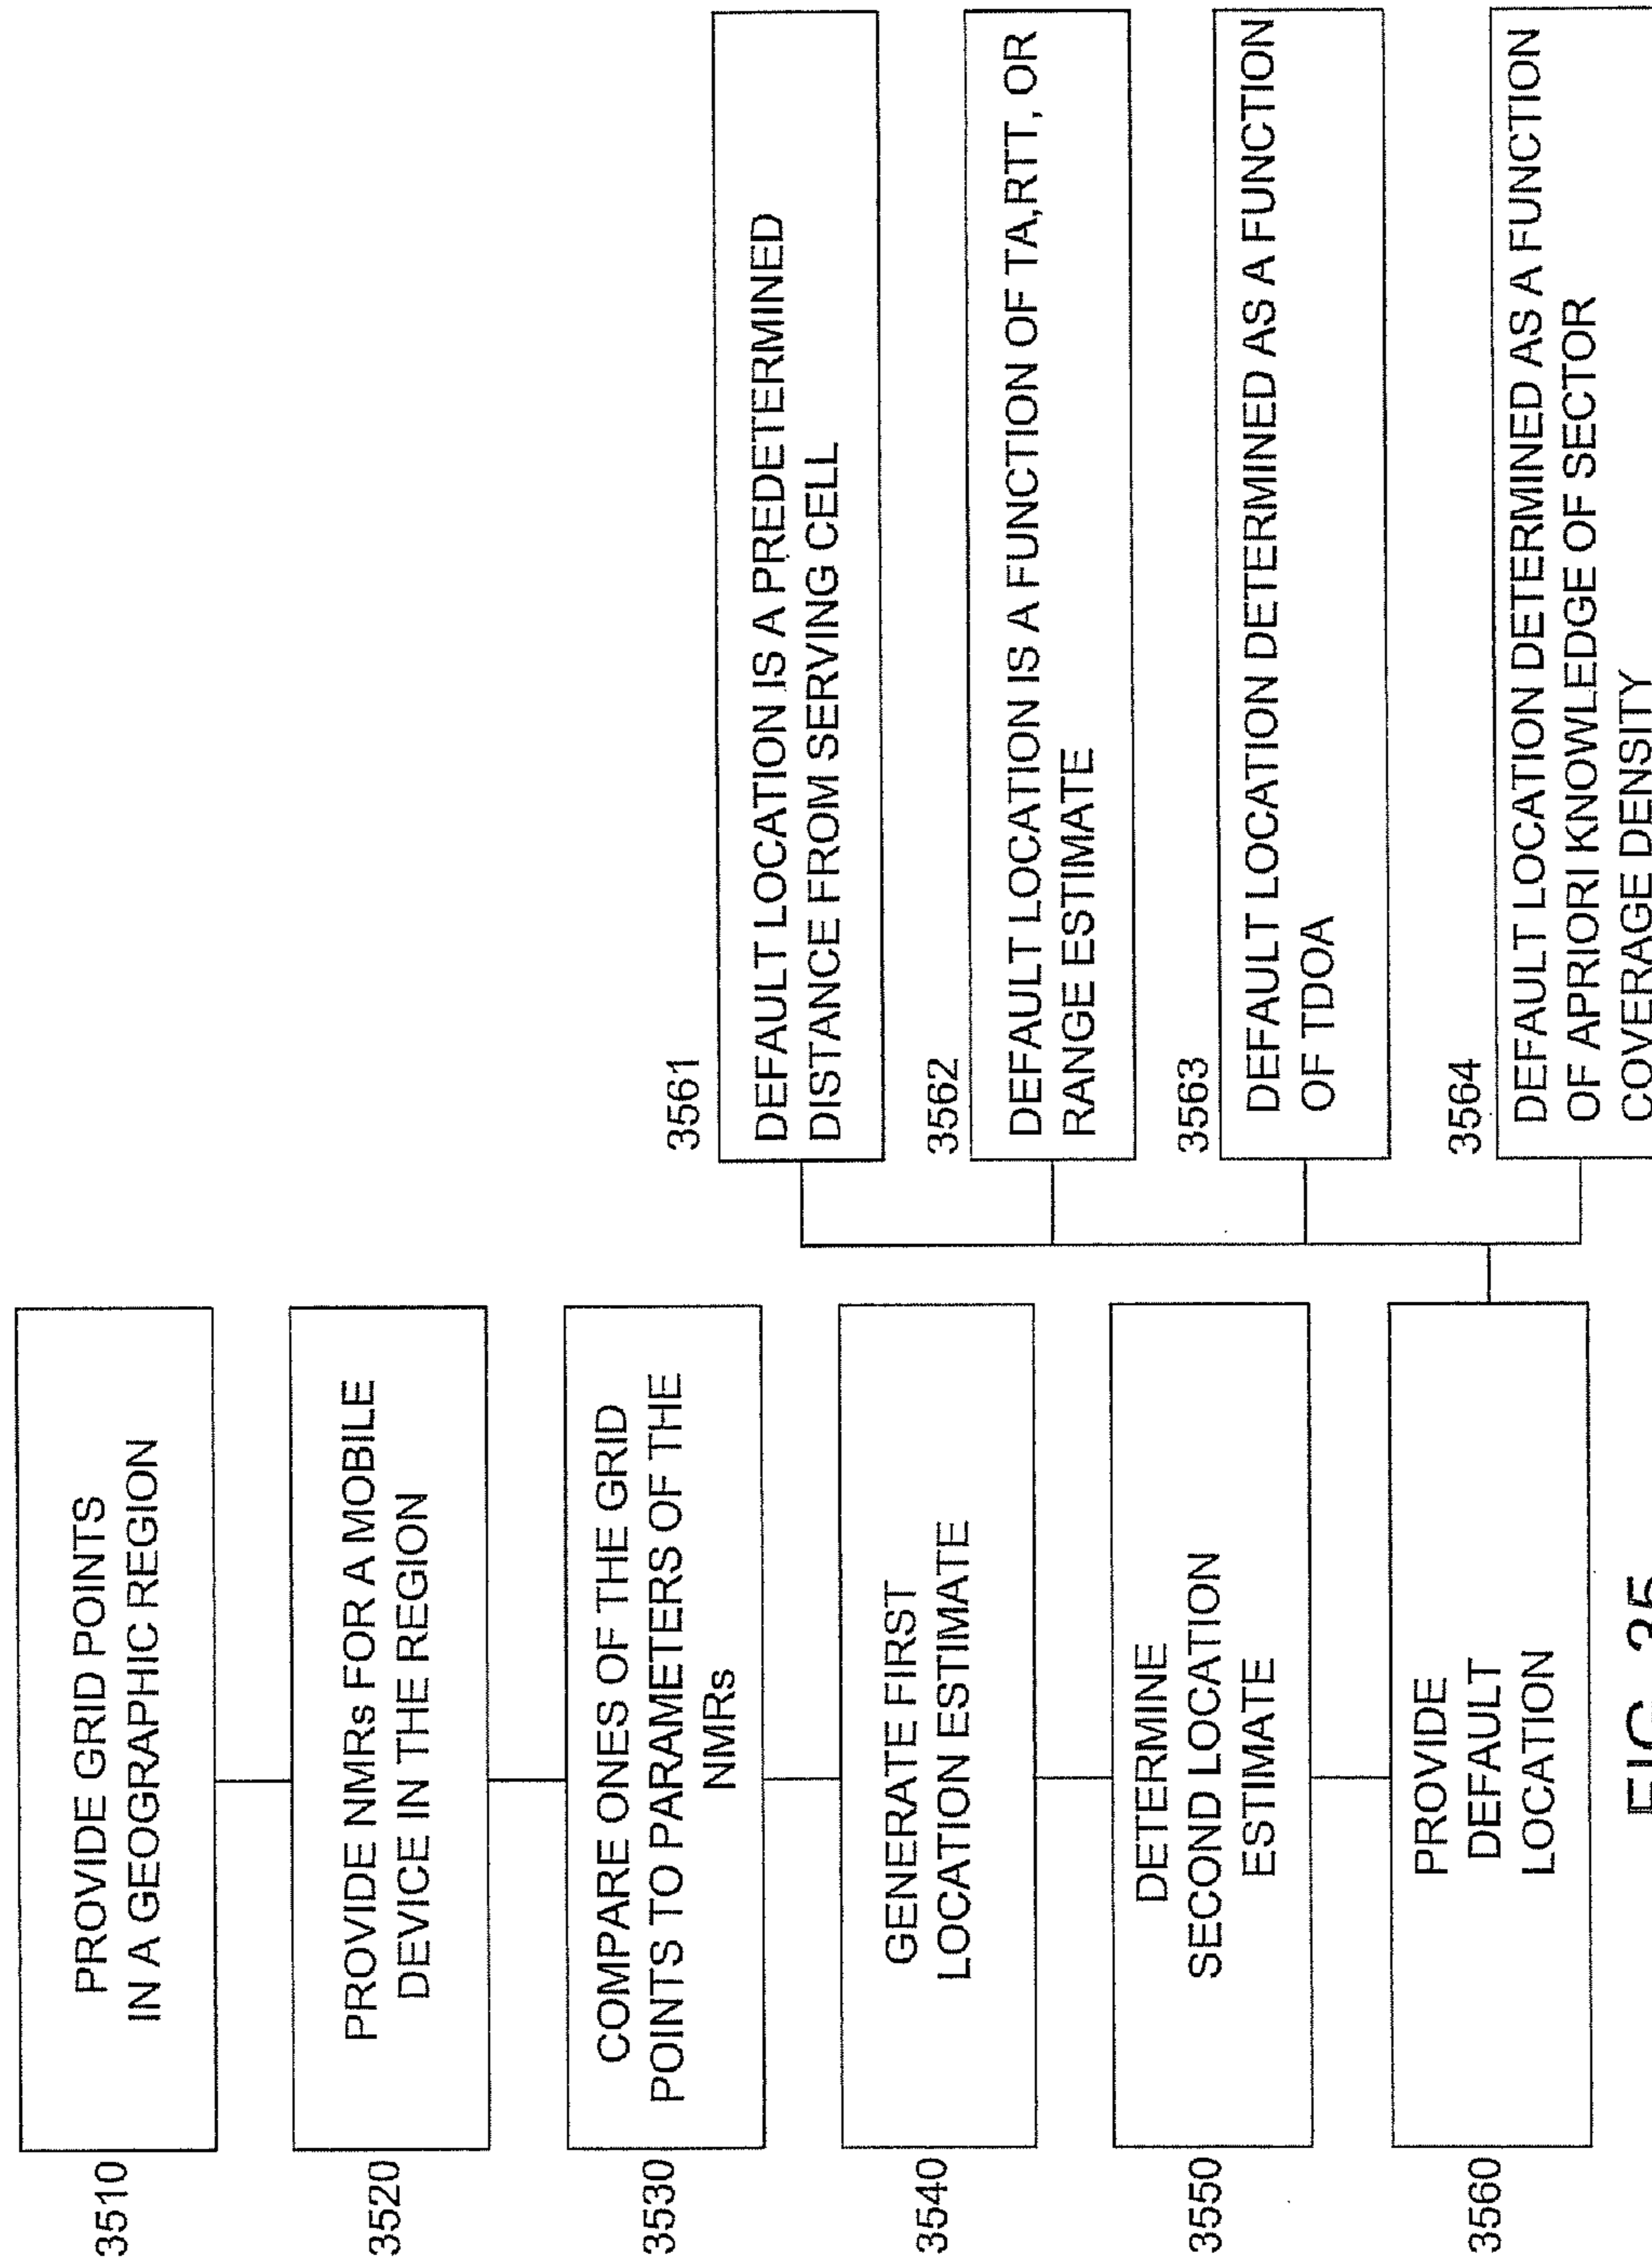 3510
PROVIDE GRID POINTS
IN A GEOGRAPHIC REGION
3520
PROVIDE NMRs FOR A MOBILE
DEVICE IN THE REGION
3530
COMPARE ONES OF THE GRID
POINTS TO PARAMETERS OF THE
NMRs
3540
GENERATE FIRST
LOCATION ESTIMATE
3550
DETERMINE
SECOND LOCATION
ESTIMATE
3560
PROVIDE
DEFAULT
LOCATION
3561
DEFAULT LOCATION IS A PREDETERMINED
DISTANCE FROM SERVING CELL
3562
DEFAULT LOCATION IS A FUNCTION OF TA,RTT, OR
RANGE ESTIMATE
3563
DEFAULT LOCATION DETERMINED AS A FUNCTION
OF TDOA
3564
DEFAULT LOCATION DETERMINED AS A FUNCTION
OF APRIORI KNOWLEDGE OF SECTOR
COVERAGE DENSITY
FIG. 35